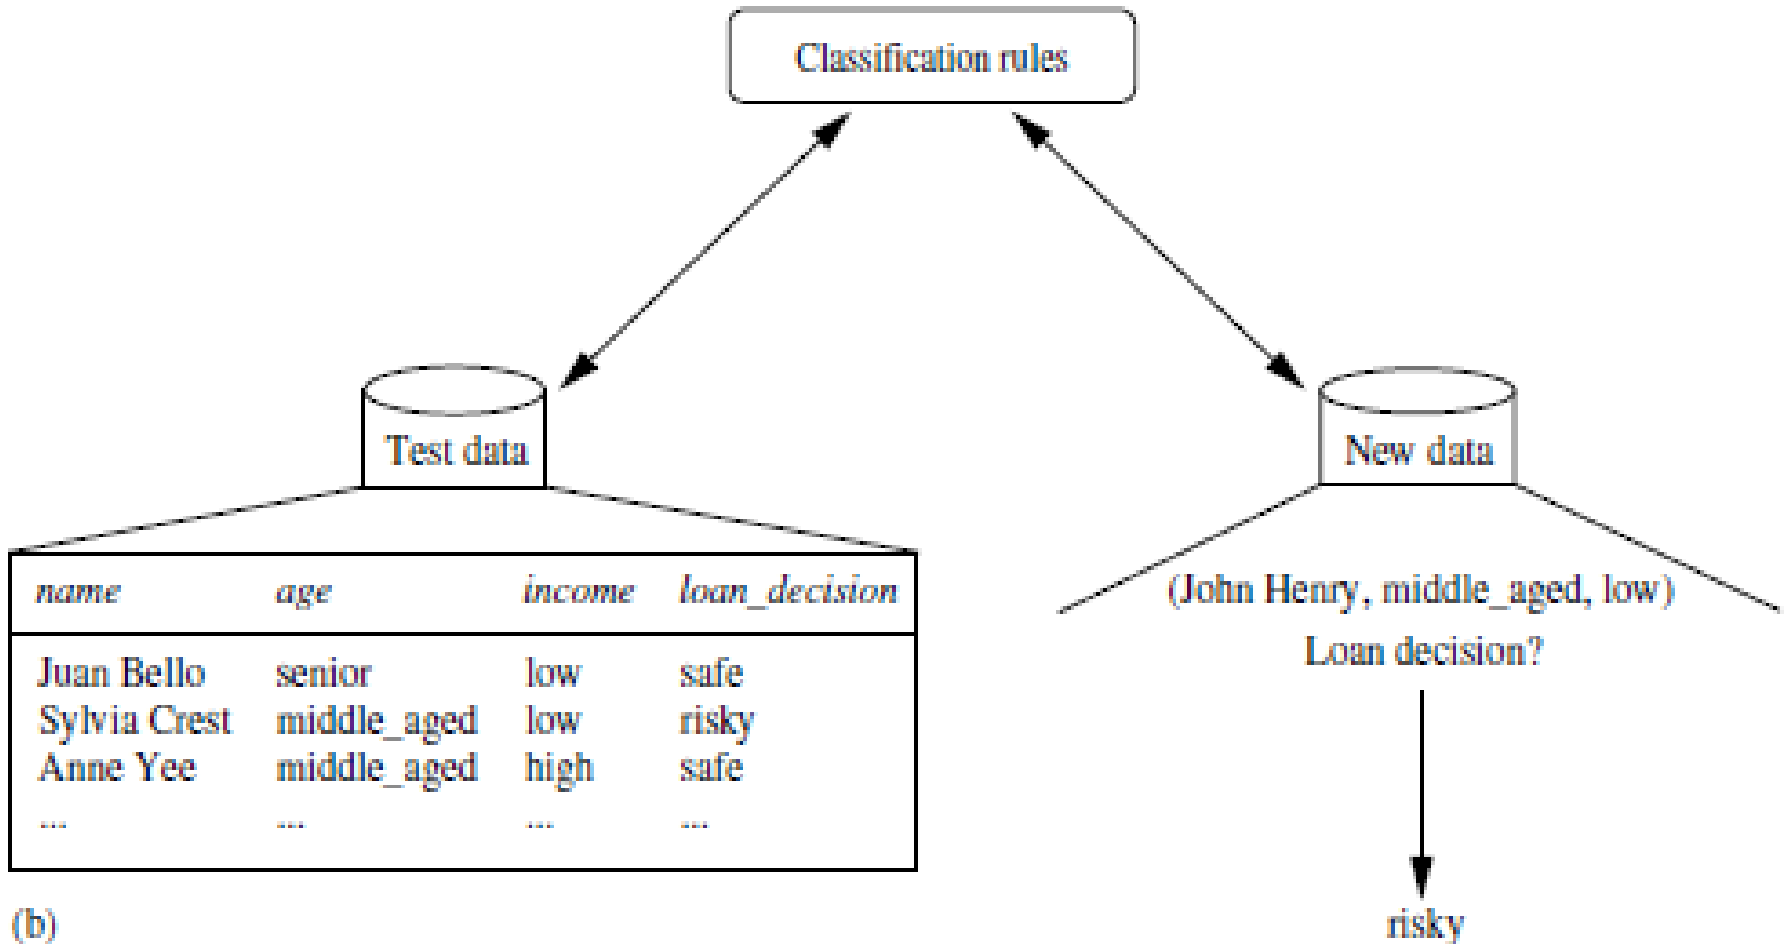 Classification rules
Test data
New data
name age income loan_decision
Juan Bello senior low safe
Sylvia Crest middle_aged low risky
Anne Yee middle_aged high safe
... ... ... ...
(John Henry, middle_aged, low)
Loan decision?
risky
(b)